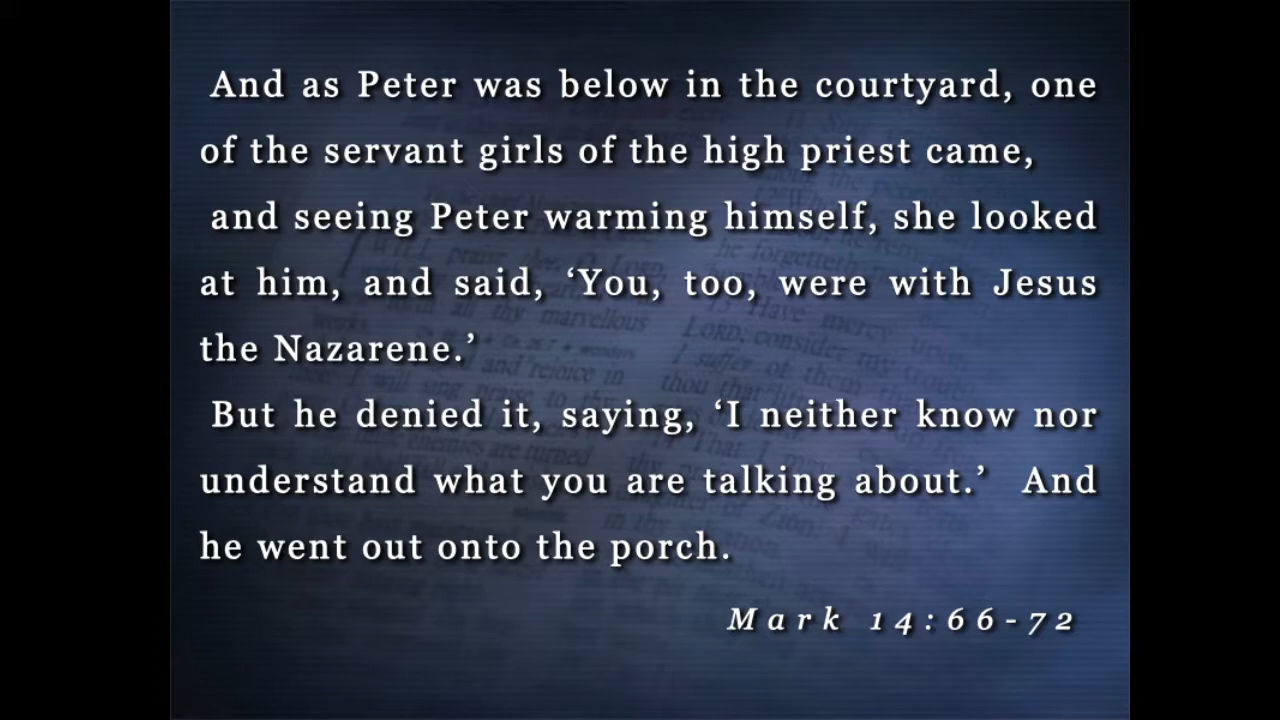 And as Peter was below in the courtyard, one
of the servant girls of the high priest came,
and seeing Peter warming himself, she looked
at him, and said, ‘You, too, were with Jesus
the Nazarene.’
But he denied it, saying, ‘I neither know nor
understand what you are talking about.’ And
he went out onto the porch.
Mark 14:66-72